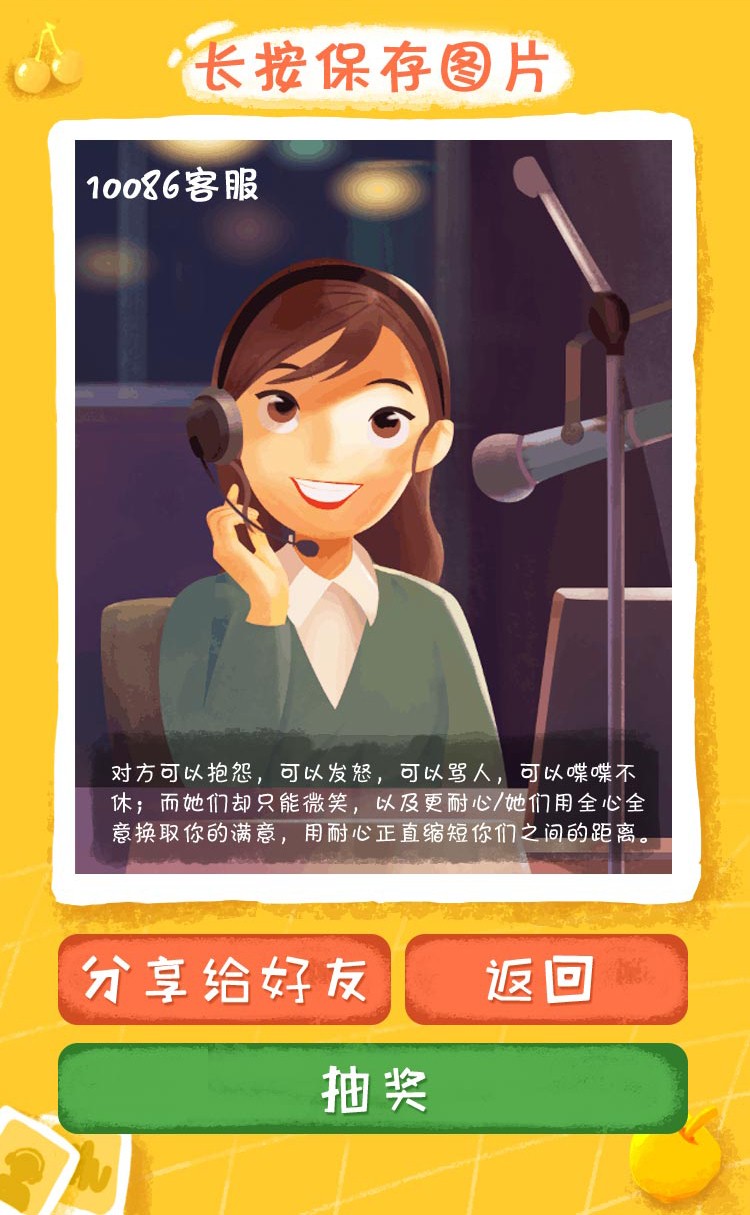 长按保存图片
10086客服
对方可以抱怨，可以发怒，可以骂人，可以喋喋不
休；而她们却只能微笑，以及更耐心/她们用全心全
意换取你的满意，用耐心正直缩短你们之间的距离。
分享给好友
返回
抽奖